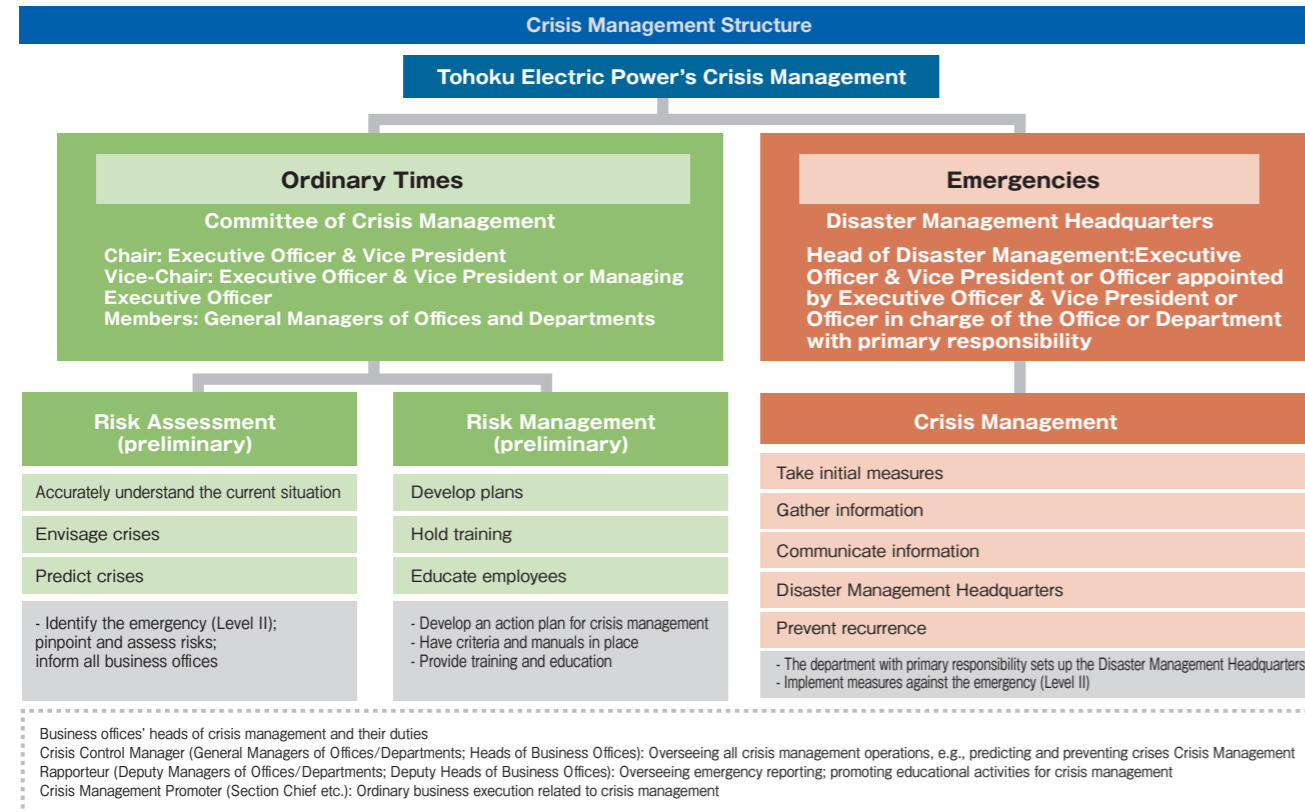 Crisis Management Structure
Tohoku Electric Power's Crisis Management
Ordinary Times
Committee of Crisis Management
Chair: Executive Officer & Vice President
Vice-Chair: Executive Officer & Vice President or Managing
Executive Officer
Members: General Managers of Offices and Departments
Emergencies
Disaster Management Headquarters
Head of Disaster Management:Executive
Officer & Vice President or Officer appointed
by Executive Officer & Vice President or
Officer in charge of the Office or Department
with primary responsibility
Risk Assessment
(preliminary)
Accurately understand the current situation
Envisage crises
Predict crises
- Identify the emergency (Level II);
pinpoint and assess risks;
inform all business offices
Risk Management
(preliminary)
Develop plans
Hold training
Educate employees
- Develop an action plan for crisis management
- Have criteria and manuals in place
- Provide training and education
Crisis Management
Take initial measures
Gather information
Communicate information
Disaster Management Headquarters
Prevent recurrence
- The department with primary responsibility sets up the Disaster Management Headquarters
- Implement measures against the emergency (Level II)
Business offices' heads of crisis management and their duties
Crisis Control Manager (General Managers of Offices/Departments; Heads of Business Offices): Overseeing all crisis management operations, e.g., predicting and preventing crises Crisis Management
Rapporteur (Deputy Managers of Offices/Departments; Deputy Heads of Business Offices): Overseeing emergency reporting; promoting educational activities for crisis management
Crisis Management Promoter (Section Chief etc.): Ordinary business execution related to crisis management